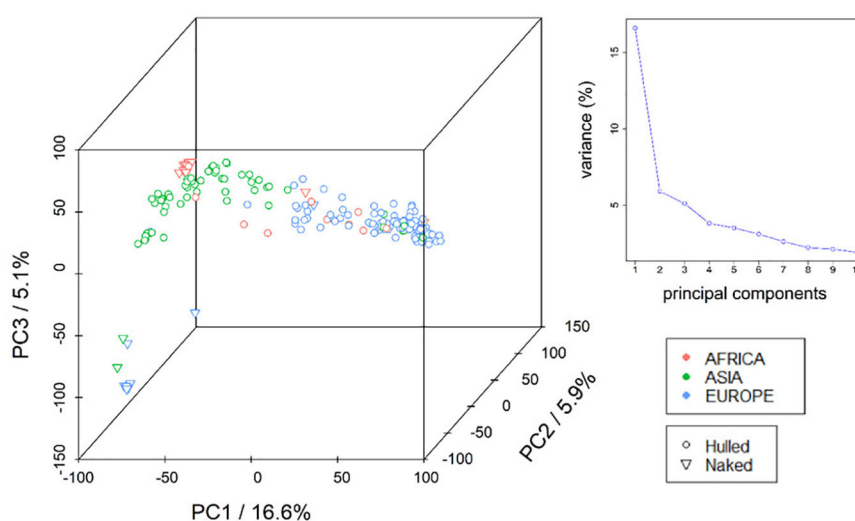 100
50
0
-50
-100
-150
PC3 / 5.1%
-100
-50
0
50
100
PC1 / 16.6%
-100
-50
0
50
100
150
PC2 / 5.9%
15
5
variance (%)
1 2 3 4 5 6 7 8 9 1
principal components
AFRICA
ASIA
EUROPE
Hulled
Naked